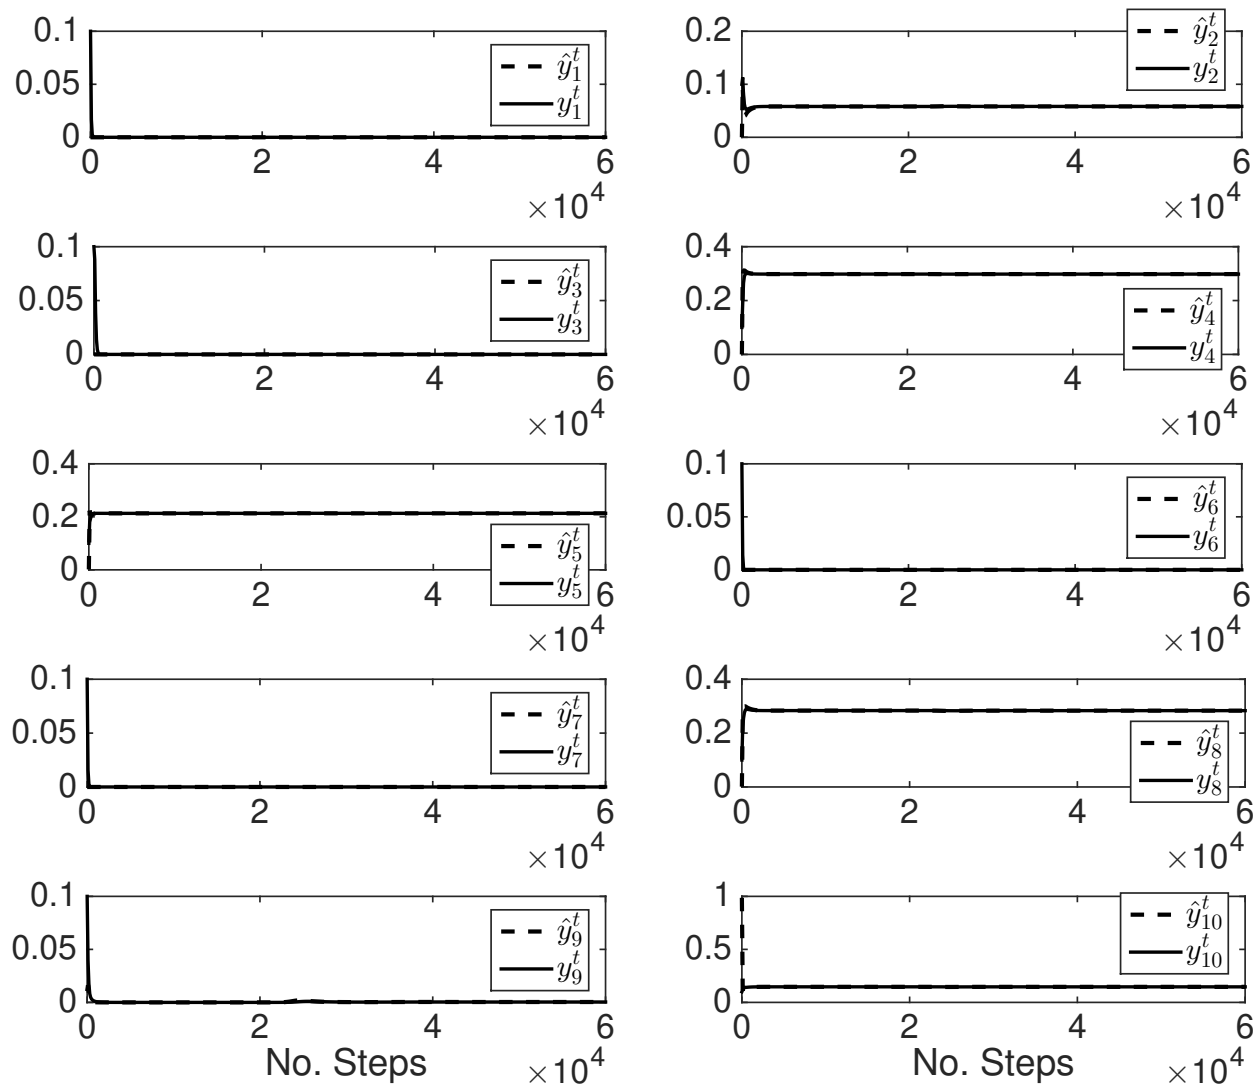 0.1
0.05
0
0 2 4 6
×10^4
ŷ_1^t
y_1^t
0.2
0.1
0
0 2 4 6
×10^4
ŷ_2^t
y_2^t
0.1
0.05
0
0 2 4 6
×10^4
ŷ_3^t
y_3^t
0.4
0.2
0
0 2 4 6
×10^4
ŷ_4^t
y_4^t
0.4
0.2
0
0 2 4 6
×10^4
ŷ_5^t
y_5^t
0.1
0.05
0
0 2 4 6
×10^4
ŷ_6^t
y_6^t
0.1
0.05
0
0 2 4 6
×10^4
ŷ_7^t
y_7^t
0.4
0.2
0
0 2 4 6
×10^4
ŷ_8^t
y_8^t
0.1
0.05
0
0 2 4 6
No. Steps ×10^4
ŷ_9^t
y_9^t
1
0.5
0
0 2 4 6
No. Steps ×10^4
ŷ_10^t
y_10^t